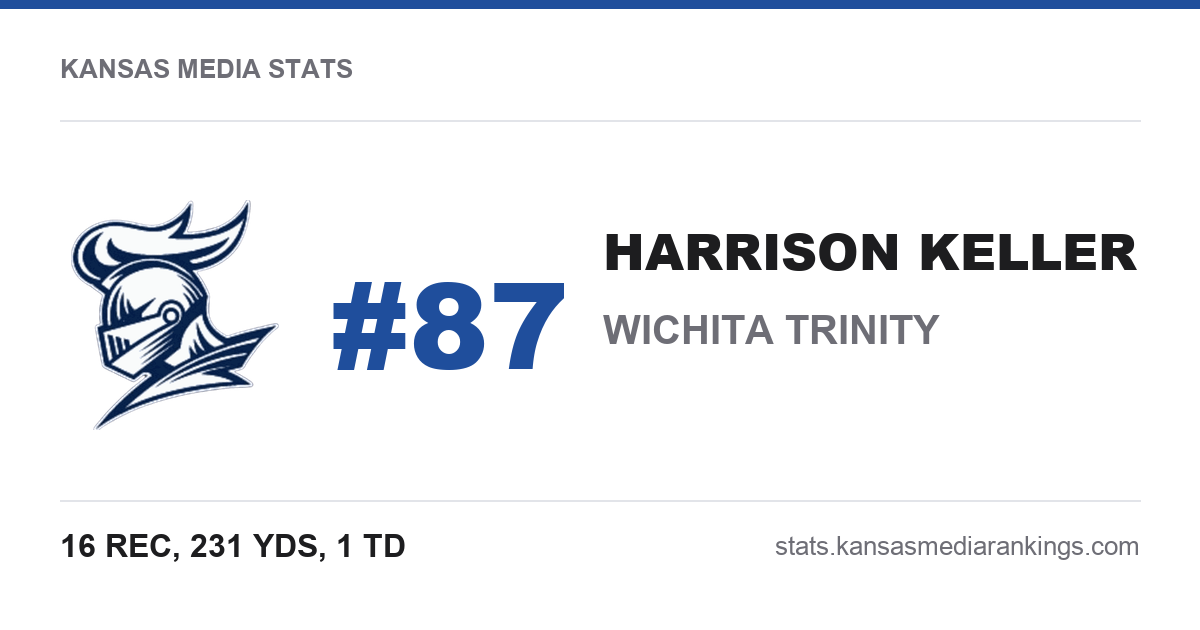 KANSAS MEDIA STATS
#87
HARRISON KELLER
WICHITA TRINITY
16 REC, 231 YDS, 1 TD
stats.kansasmediarankings.com